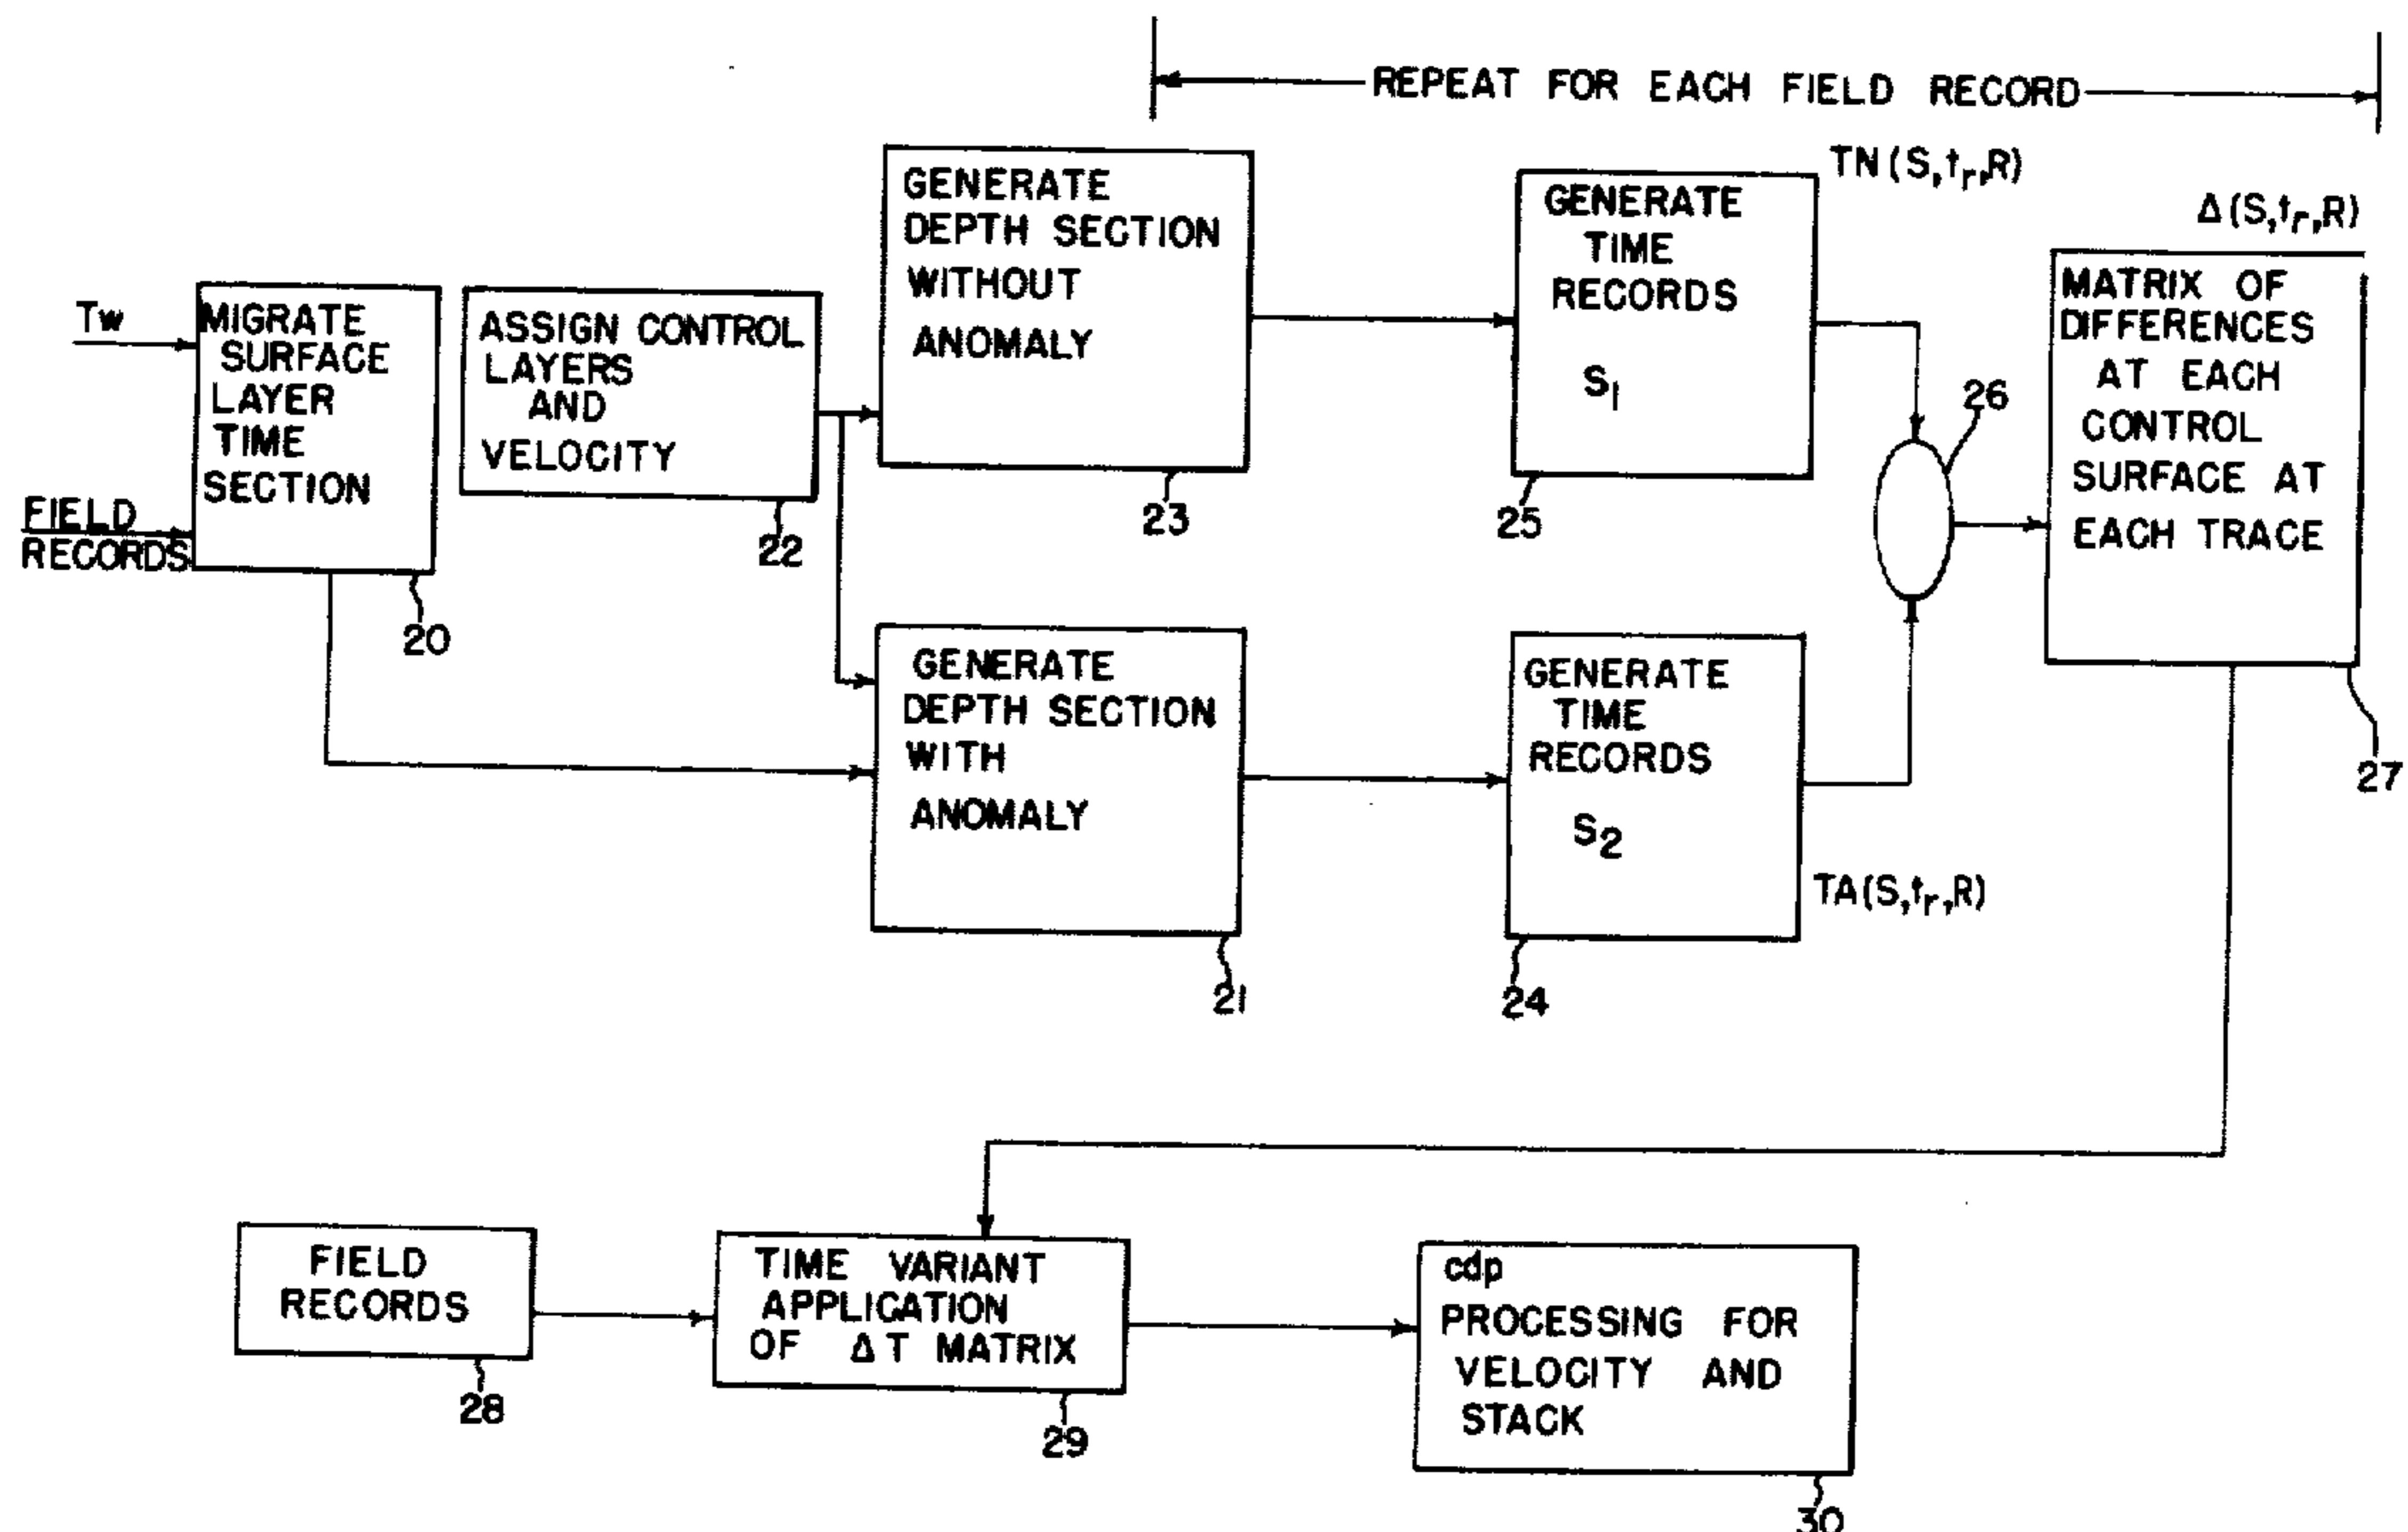 REPEAT FOR EACH FIELD RECORD
TN(S,tr,R)
Δ(S,tr,R)
Tw
FIELD
RECORDS
MIGRATE
SURFACE
LAYER
TIME
SECTION
20
ASSIGN CONTROL
LAYERS
AND
VELOCITY
22
GENERATE
DEPTH SECTION
WITHOUT
ANOMALY
23
GENERATE
TIME
RECORDS
S1
25
26
MATRIX OF
DIFFERENCES
AT EACH
CONTROL
SURFACE AT
EACH TRACE
27
GENERATE
DEPTH SECTION
WITH
ANOMALY
21
GENERATE
TIME
RECORDS
S2
24
TA(S,tr,R)
FIELD
RECORDS
28
TIME VARIANT
APPLICATION
OF ΔT MATRIX
29
cdp
PROCESSING FOR
VELOCITY AND
STACK
30